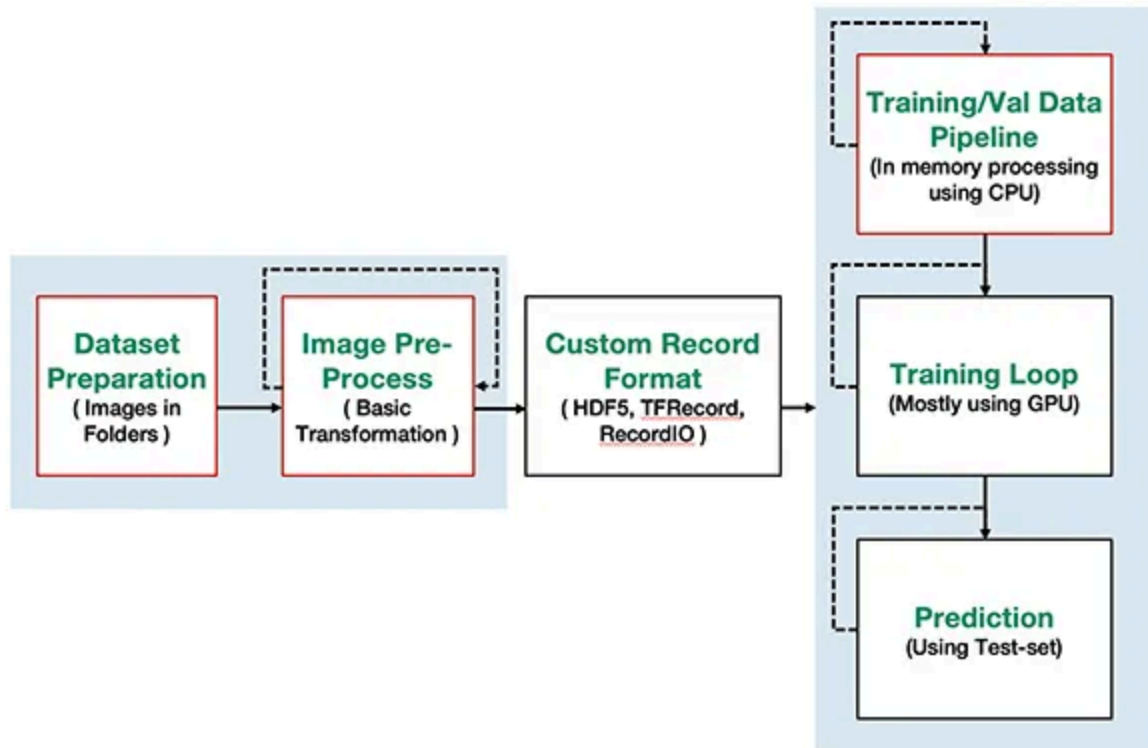 Dataset
Preparation
( Images in
Folders )
Image Pre-
Process
( Basic
Transformation )
Custom Record
Format
( HDF5, TFRecord,
RecordIO )
Training/Val Data
Pipeline
(In memory processing
using CPU)
Training Loop
(Mostly using GPU)
Prediction
(Using Test-set)